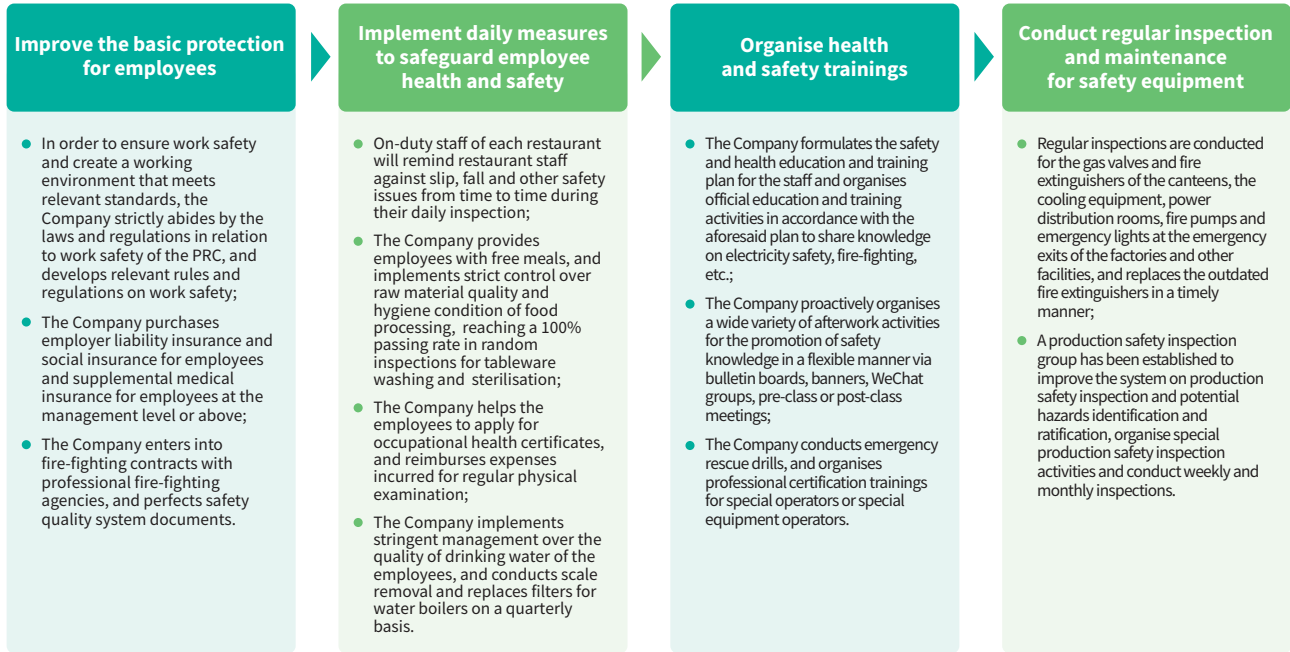 Improve the basic protection
for employees
In order to ensure work safety
and create a working
environment that meets
relevant standards, the
Company strictly abides by the
laws and regulations in relation
to work safety of the PRC, and
develops relevant rules and
regulations on work safety;
The Company purchases
employer liability insurance and
social insurance for employees
and supplemental medical
insurance for employees at the
management level or above;
The Company enters into
fire-fighting contracts with
professional fire-fighting
agencies, and perfects safety
quality system documents.
Implement daily measures
to safeguard employee
health and safety
On-duty staff of each restaurant
will remind restaurant staff
against slip, fall and other safety
issues from time to time during
their daily inspection;
The Company provides
employees with free meals, and
implements strict control over
raw material quality and
hygiene condition of food
processing, reaching a 100%
passing rate in random
inspections for tableware
washing and sterilisation;
The Company helps the
employees to apply for
occupational health certificates,
and reimburses expenses
incurred for regular physical
examination;
The Company implements
stringent management over the
quality of drinking water of the
employees, and conducts scale
removal and replaces filters for
water boilers on a quarterly
basis.
Organise health
and safety trainings
The Company formulates the safety
and health education and training
plan for the staff and organises
official education and training
activities in accordance with the
aforesaid plan to share knowledge
on electricity safety, fire-fighting,
etc.;
The Company proactively organises
a wide variety of afterwork activities
for the promotion of safety
knowledge in a flexible manner via
bulletin boards, banners, WeChat
groups, pre-class or post-class
meetings;
The Company conducts emergency
rescue drills, and organises
professional certification trainings
for special operators or special
equipment operators.
Conduct regular inspection
and maintenance
for safety equipment
Regular inspections are conducted
for the gas valves and fire
extinguishers of the canteens, the
cooling equipment, power
distribution rooms, fire pumps and
emergency lights at the emergency
exits of the factories and other
facilities, and replaces the outdated
fire extinguishers in a timely
manner;
A production safety inspection
group has been established to
improve the system on production
safety inspection and potential
hazards identification and
ratification, organise special
production safety inspection
activities and conduct weekly and
monthly inspections.